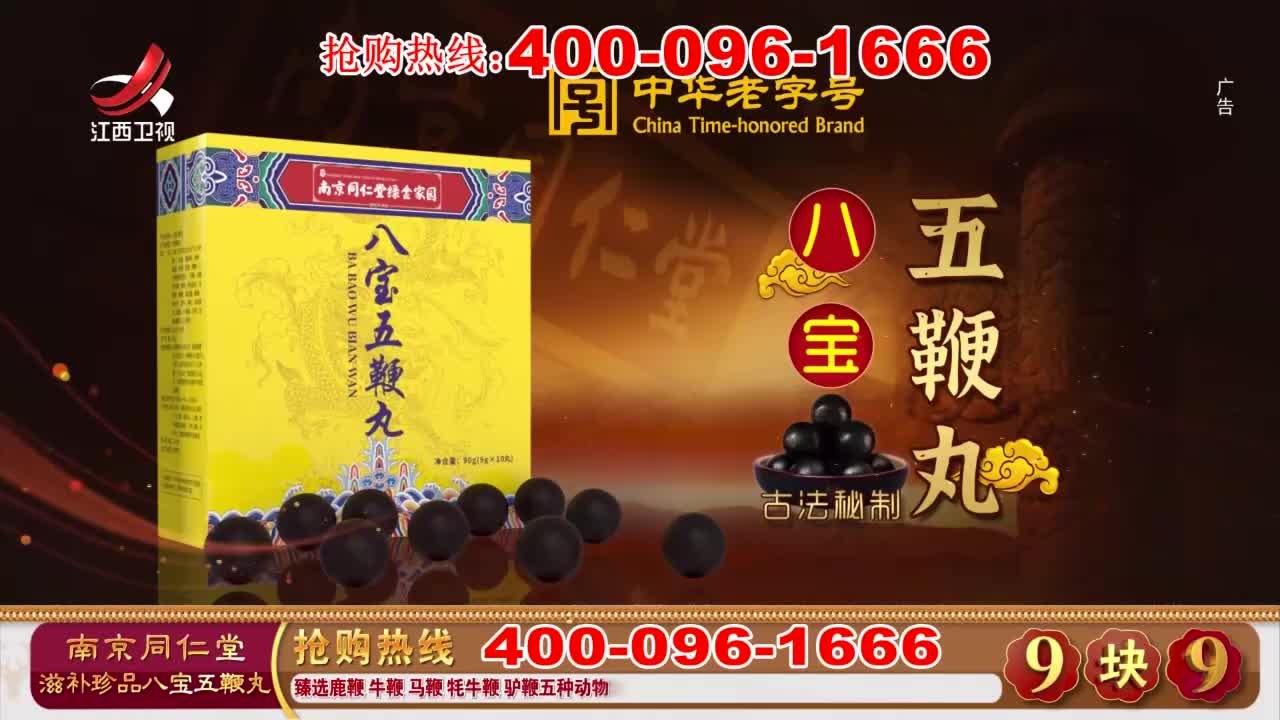 抢购热线:400-096-1666
江西卫视
广告
中华老字号
China Time-honored Brand
南京同仁堂绿金家园
八宝五鞭丸
BA BAO WU BIAN WAN
净含量: 90g(9g×10丸)
八宝
五鞭丸
古法秘制
南京同仁堂
滋补珍品八宝五鞭丸
抢购热线 400-096-1666
臻选鹿鞭 牛鞭 马鞭 牦牛鞭 驴鞭五种动物
9块9